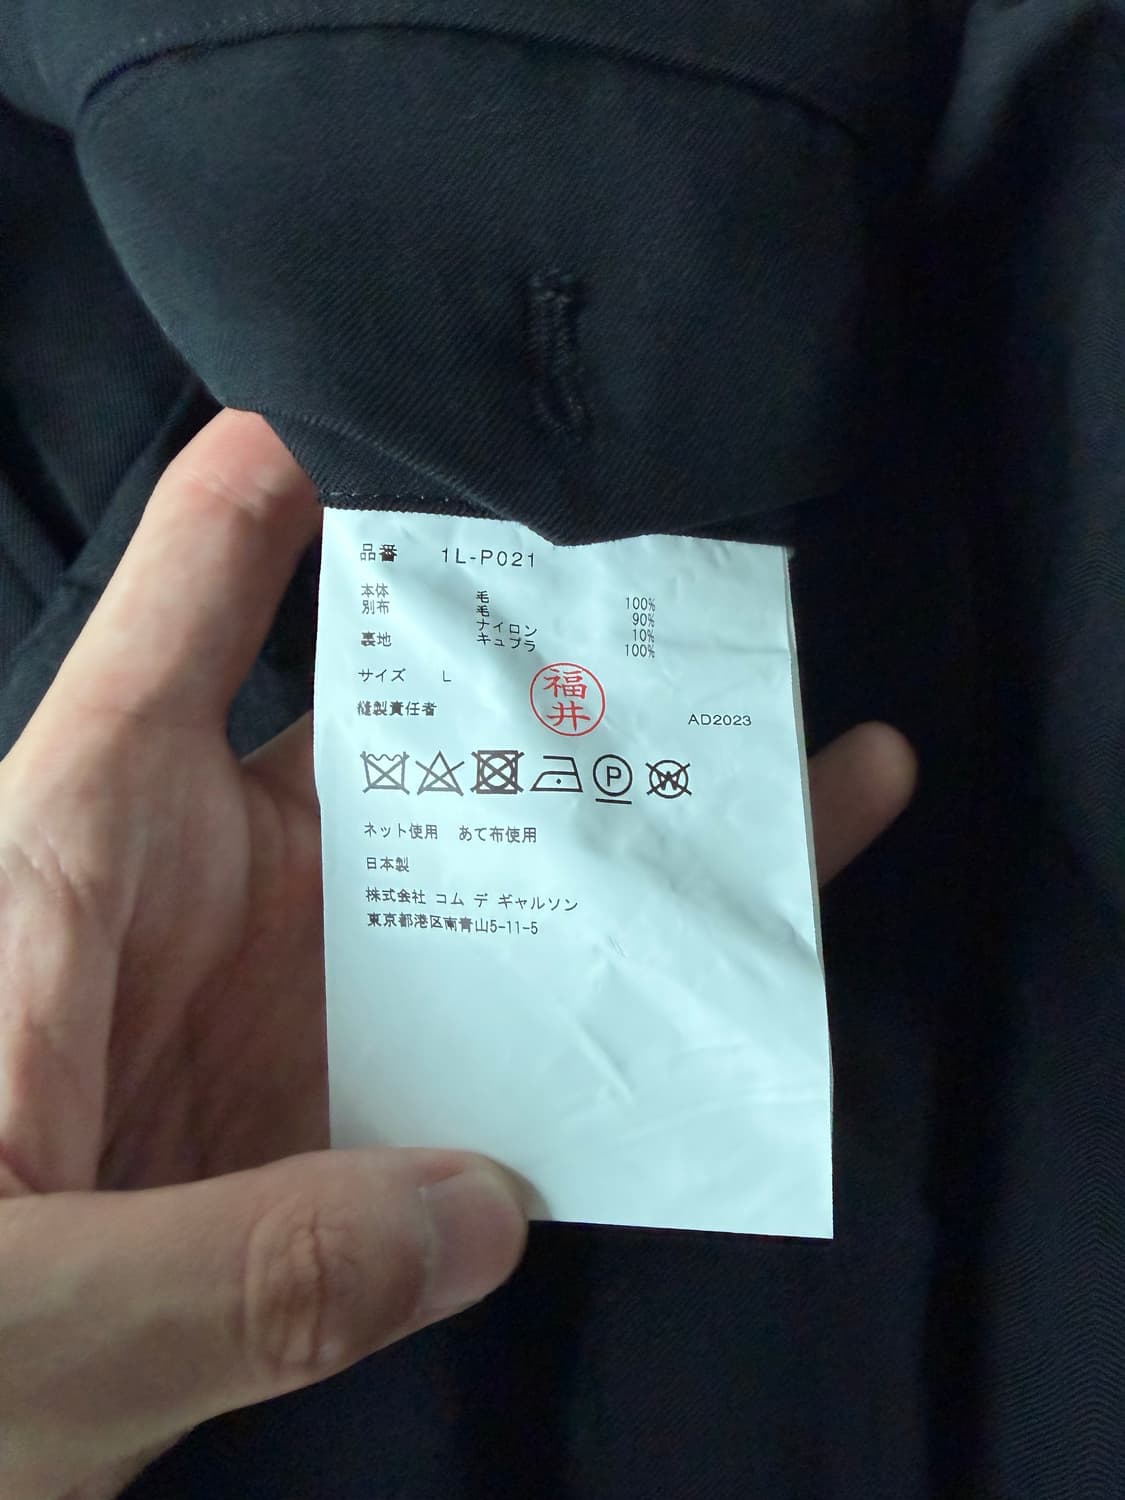 品番 1L-P021
本体 毛 100%
別布 毛 90%
ナイロン 10%
裏地 キュプラ 100%
サイズ L
福井
縫製責任者 AD2023
P W
ネット使用 あて布使用
日本製
株式会社 コム デ ギャルソン
東京都港区南青山5-11-5